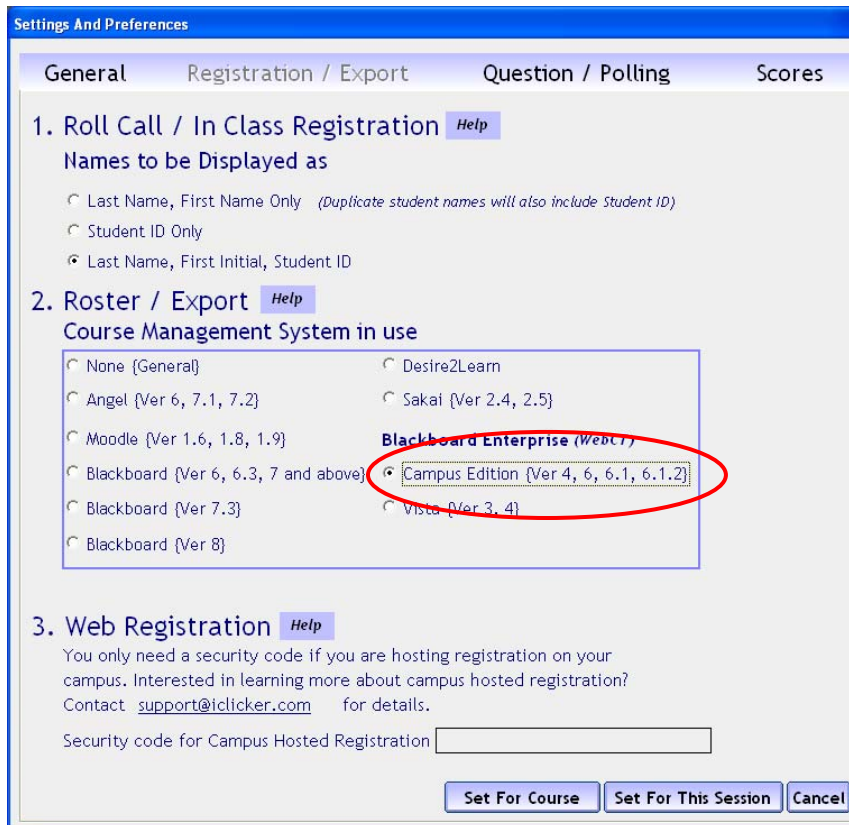 Settings And Preferences
General Registration / Export Question / Polling Scores
1. Roll Call / In Class Registration Help
Names to be Displayed as
Last Name, First Name Only (Duplicate student names will also include Student ID)
Student ID Only
Last Name, First Initial, Student ID
2. Roster / Export Help
Course Management System in use
None {General} Desire2Learn
Angel {Ver 6, 7.1, 7.2} Sakai {Ver 2.4, 2.5}
Moodle {Ver 1.6, 1.8, 1.9} Blackboard Enterprise (WebCT)
Blackboard {Ver 6, 6.3, 7 and above} Campus Edition {Ver 4, 6, 6.1, 6.1.2}
Blackboard {Ver 7.3} Vista {Ver 3, 4}
Blackboard {Ver 8}
3. Web Registration Help
You only need a security code if you are hosting registration on your
campus. Interested in learning more about campus hosted registration?
Contact support@iclicker.com for details.
Security code for Campus Hosted Registration
Set For Course Set For This Session Cancel